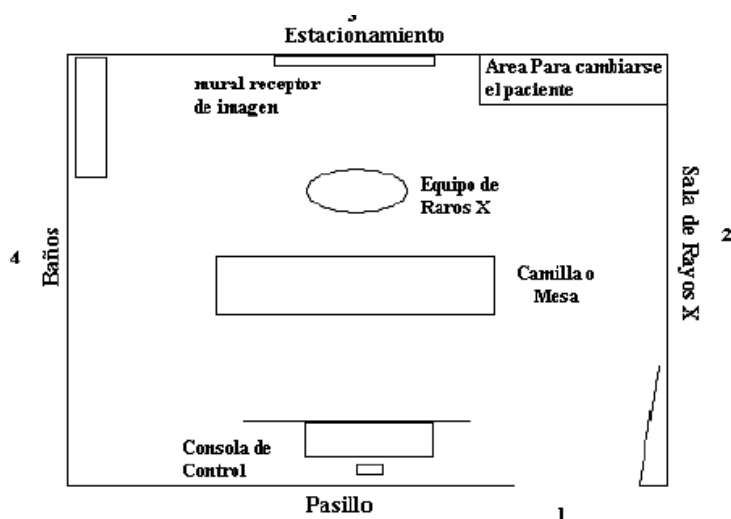 3
Estacionamiento
mural receptor
de imagen
Area Para cambiarse
el paciente
Equipo de
Raros X
Sala de Rayos X
2
4
Baños
Camilla o
Mesa
Consola de
Control
Pasillo
1